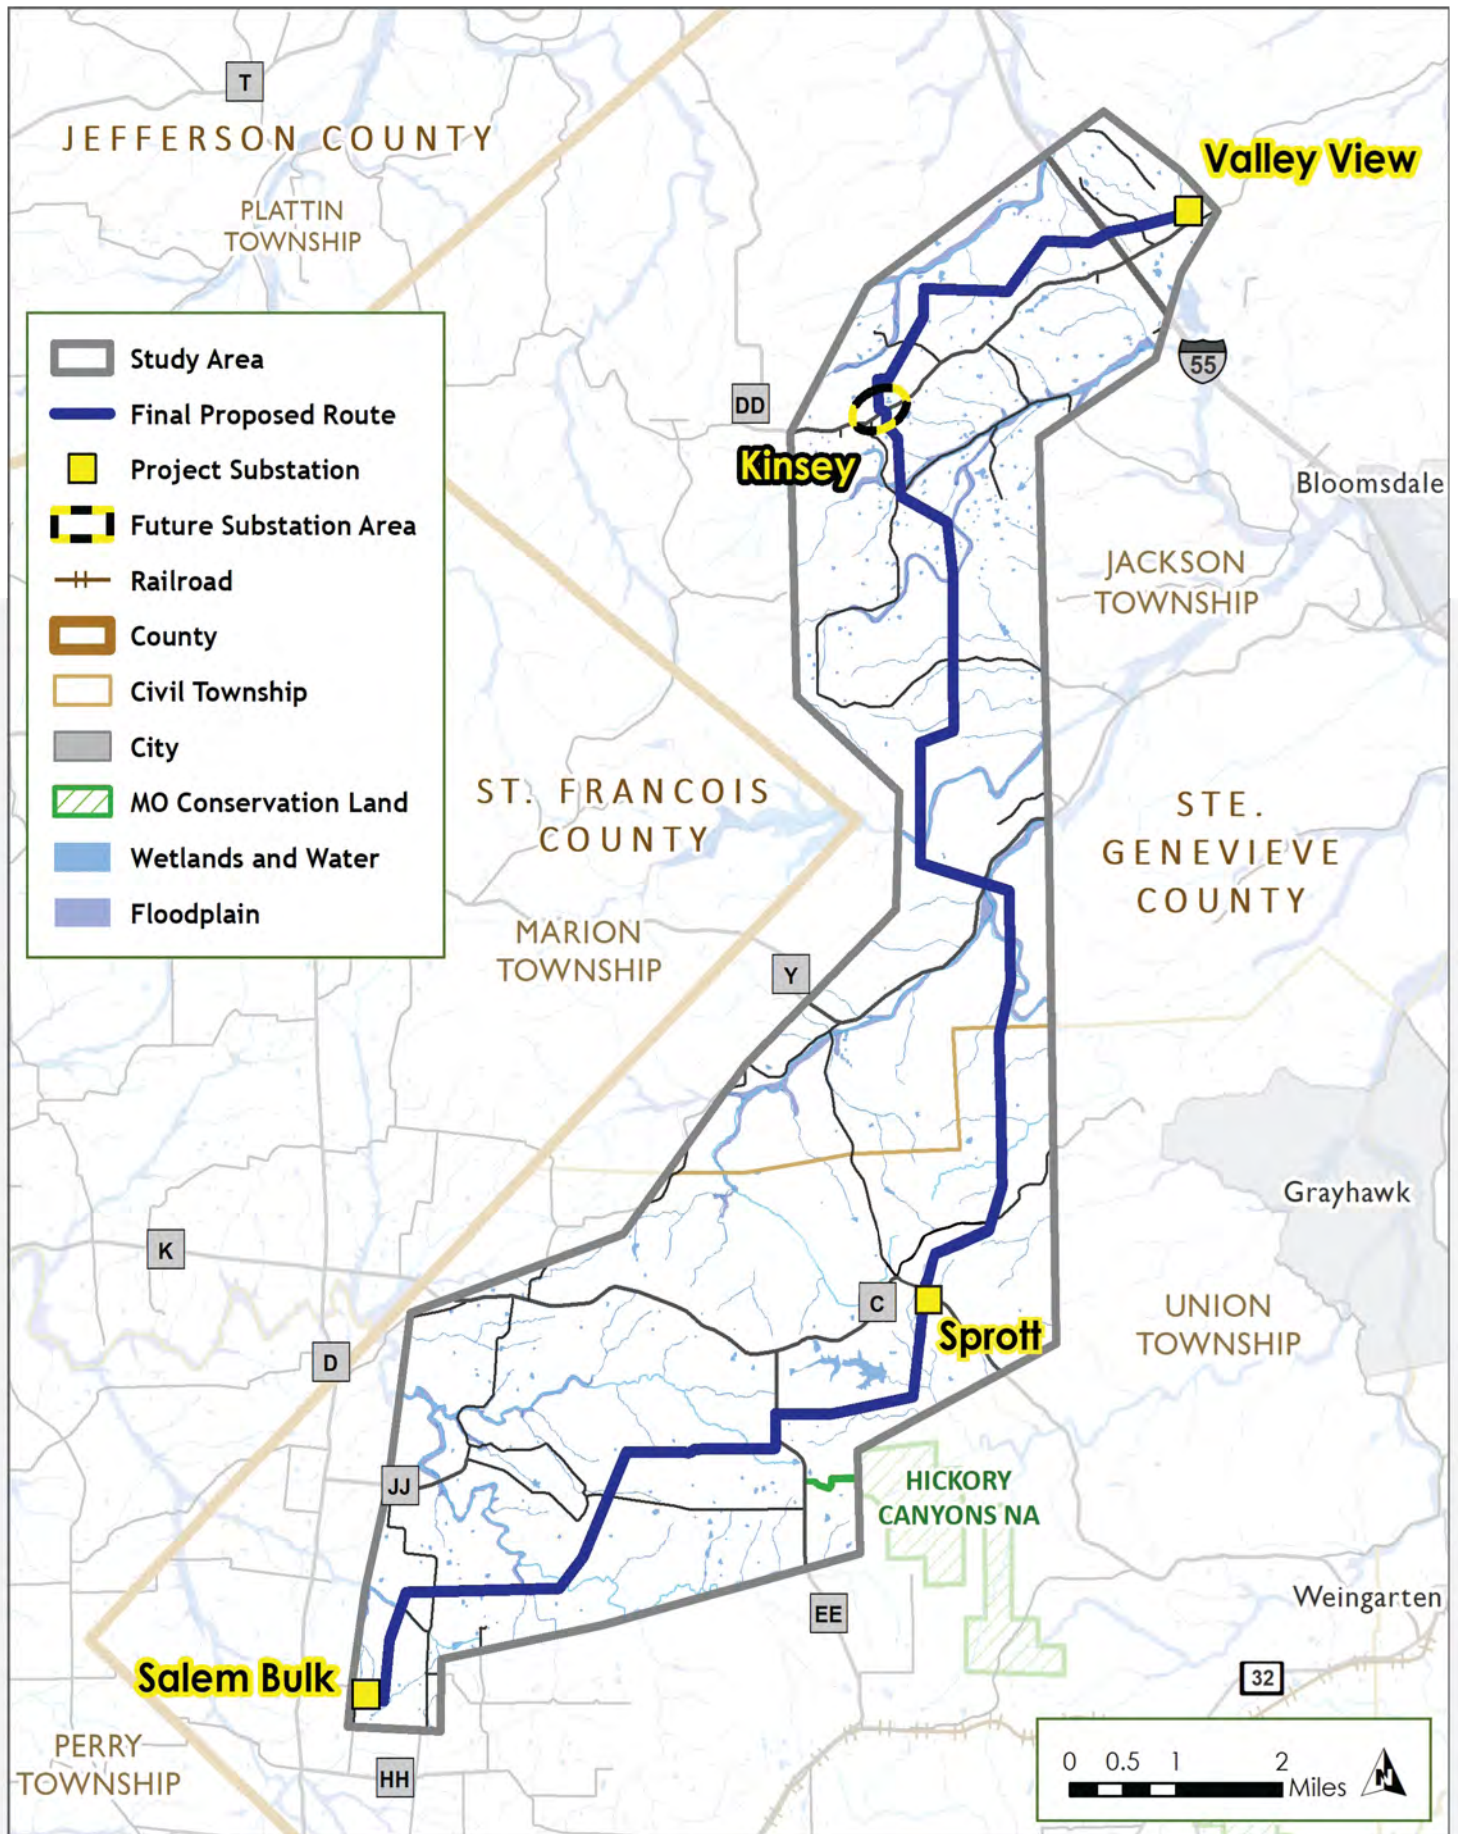 T
JEFFERSON COUNTY
PLATTIN
TOWNSHIP
Valley View
Study Area
Final Proposed Route
Project Substation
Future Substation Area
Railroad
County
Civil Township
City
MO Conservation Land
Wetlands and Water
Floodplain
55
DD
Kinsey
Bloomsdale
JACKSON
TOWNSHIP
ST. FRANCOIS
COUNTY
STE.
GENEVIEVE
COUNTY
MARION
TOWNSHIP
Y
Grayhawk
K
C
Sprott
UNION
TOWNSHIP
D
JJ
HICKORY
CANYONS NA
EE
Weingarten
Salem Bulk
32
PERRY
TOWNSHIP
HH
0 0.5 1 2
Miles
N